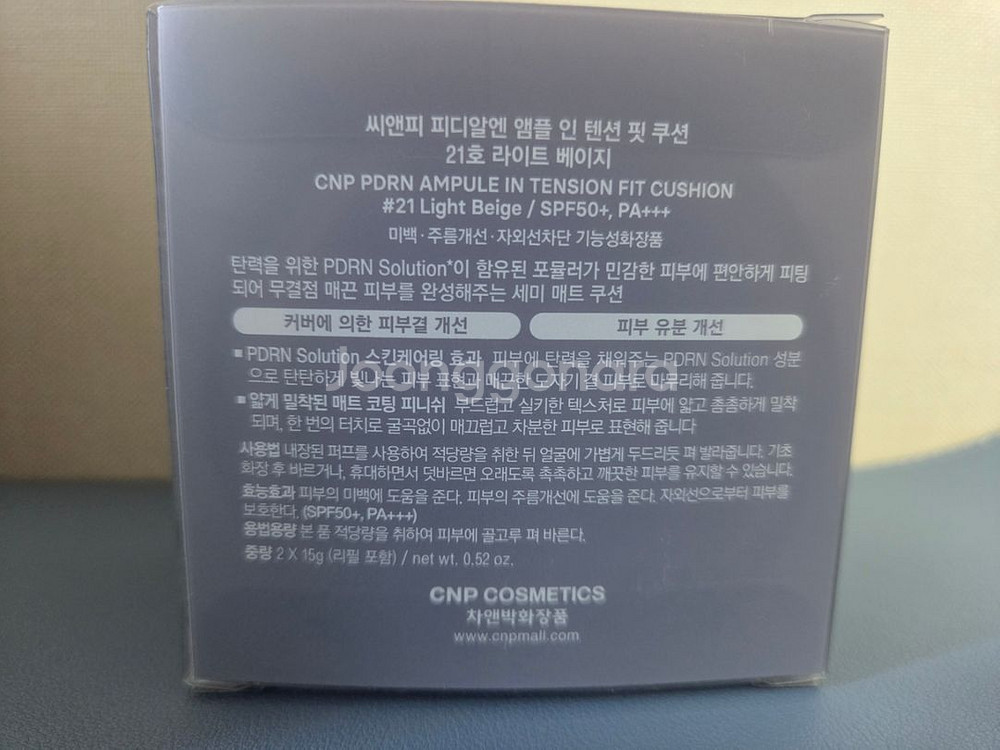 씨앤피 피디알엔 앰플 인 텐션 핏 쿠션
21호 라이트 베이지
CNP PDRN AMPULE IN TENSION FIT CUSHION
#21 Light Beige / SPF50+, PA+++
미백·주름개선·자외선차단 기능성화장품
탄력을 위한 PDRN Solution*이 함유된 포뮬러가 민감한 피부에 편안하게 피팅
되어 무결점 매끈 피부를 완성해주는 세미 매트 쿠션
커버에 의한 피부결 개선
피부 유분 개선
■ PDRN Solution 스킨케어링 효과 피부에 탄력을 채워주는 PDRN Solution 성분
으로 탄탄하게 빛나는 피부 표현과 매끈한 도자기 결 피부로 마무리해 줍니다.
Joonggonara
■ 얇게 밀착된 매트 코팅 피니쉬 부드럽고 실키한 텍스처로 피부에 얇고 촘촘하게 밀착
되며, 한 번의 터치로 굴곡없이 매끄럽고 차분한 피부로 표현해 줍니다
사용법 내장된 퍼프를 사용하여 적당량을 취한 뒤 얼굴에 가볍게 두드리듯 펴 발라줍니다. 기초
화장 후 바르거나, 휴대하면서 덧바르면 오래도록 촉촉하고 깨끗한 피부를 유지할 수 있습니다.
효능효과 피부의 미백에 도움을 준다. 피부의 주름개선에 도움을 준다. 자외선으로부터 피부를
보호한다. (SPF50+, PA+++)
용법용량 본 품 적당량을 취하여 피부에 골고루 펴 바른다.
중량 2 X 15g (리필 포함) / net wt. 0.52 oz.
CNP COSMETICS
차앤박화장품
www.cnpmall.com